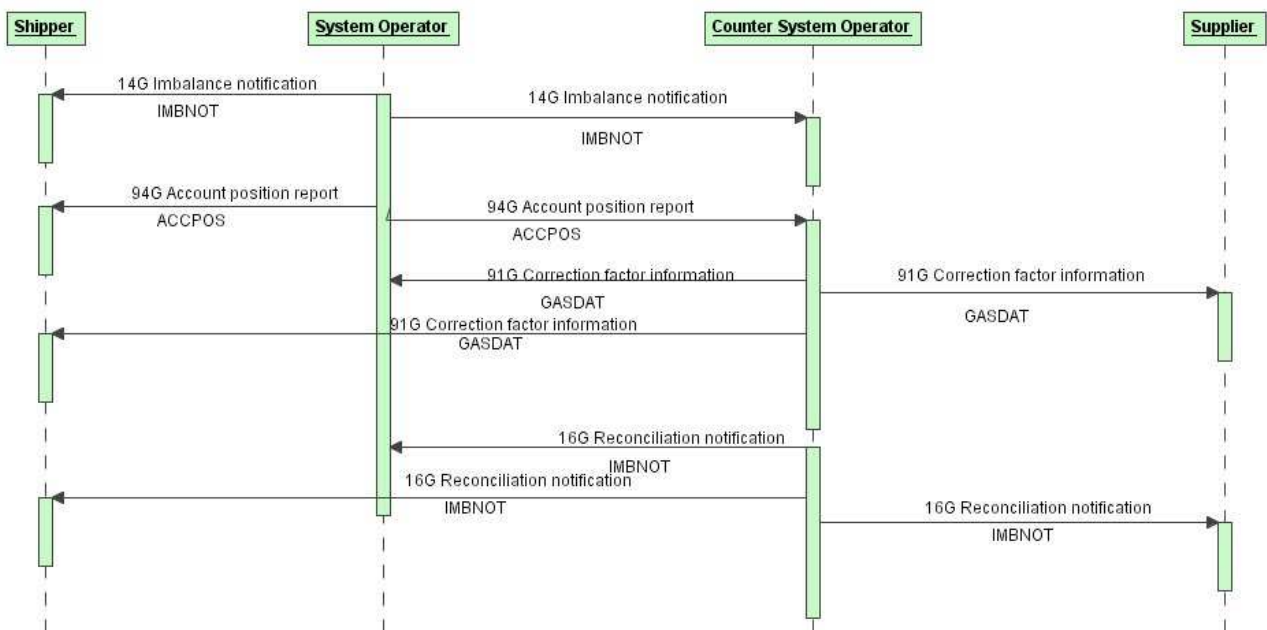 Shipper
System Operator
Counter System Operator
Supplier
14G Imbalance notification
IMBNOT
14G Imbalance notification
IMBNOT
94G Account position report
ACCPOS
94G Account position report
ACCPOS
91G Correction factor information
GASDAT
91G Correction factor information
GASDAT
91G Correction factor information
GASDAT
16G Reconciliation notification
IMBNOT
16G Reconciliation notification
IMBNOT
16G Reconciliation notification
IMBNOT